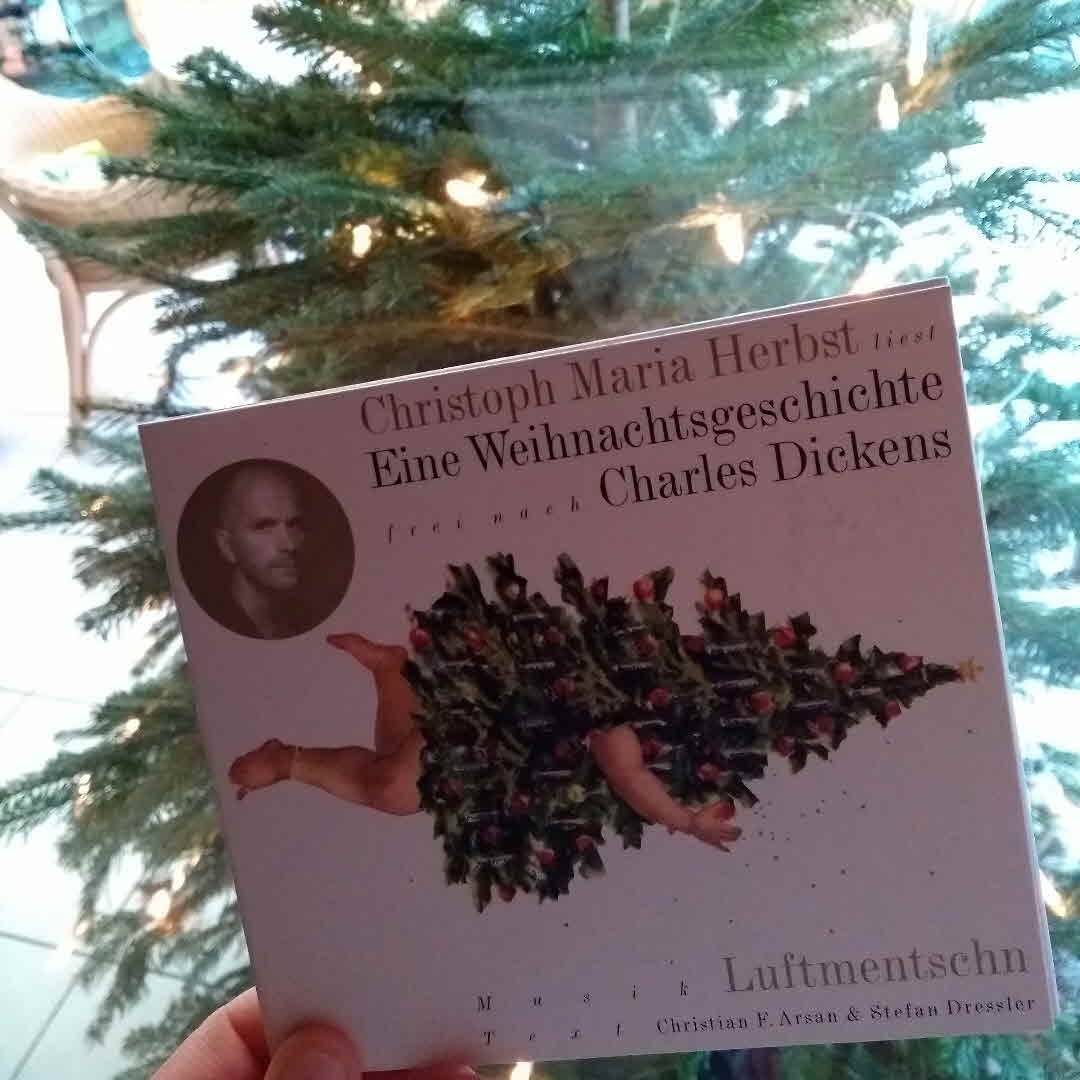 Christoph Maria Herbst liest
Eine Weihnachtsgeschichte
frei nach Charles Dickens
Musik Luftmentschn
Text Christian F. Arsan & Stefan Dressler